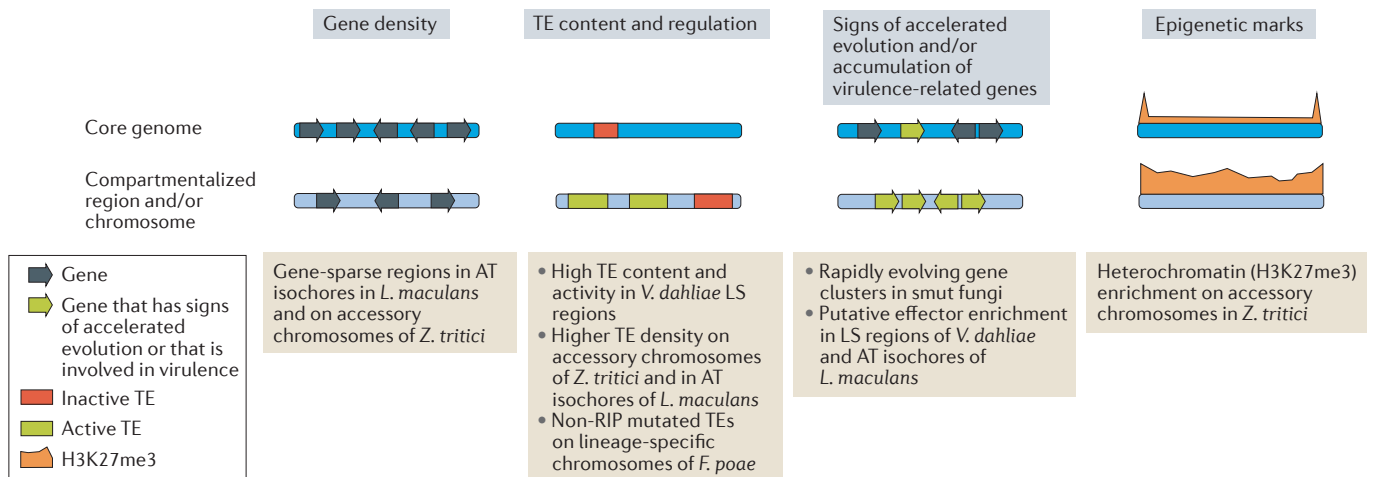 Gene density
TE content and regulation
Signs of accelerated
evolution and/or
accumulation of
virulence-related genes
Epigenetic marks
Core genome
Compartmentalized
region and/or
chromosome
Gene
Gene that has signs
of accelerated
evolution or that is
involved in virulence
Inactive TE
Active TE
H3K27me3
Gene-sparse regions in AT
isochores in L. maculans
and on accessory
chromosomes of Z. tritici
• High TE content and
activity in V. dahliae LS
regions
• Higher TE density on
accessory chromosomes
of Z. tritici and in AT
isochores of L. maculans
• Non-RIP mutated TEs
on lineage-specific
chromosomes of F. poae
• Rapidly evolving gene
clusters in smut fungi
• Putative effector enrichment
in LS regions of V. dahliae
and AT isochores of
L. maculans
Heterochromatin (H3K27me3)
enrichment on accessory
chromosomes in Z. tritici